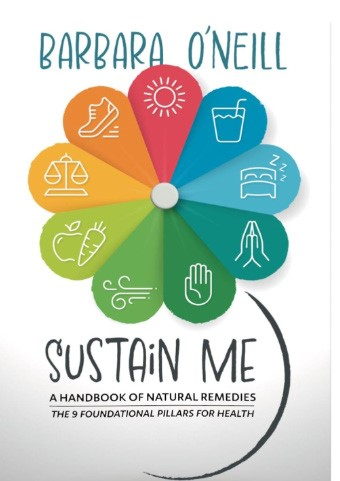 BARBARA O'NEILL
Z Z Z
SUSTAIN ME
A HANDBOOK OF NATURAL REMEDIES
THE 9 FOUNDATIONAL PILLARS FOR HEALTH